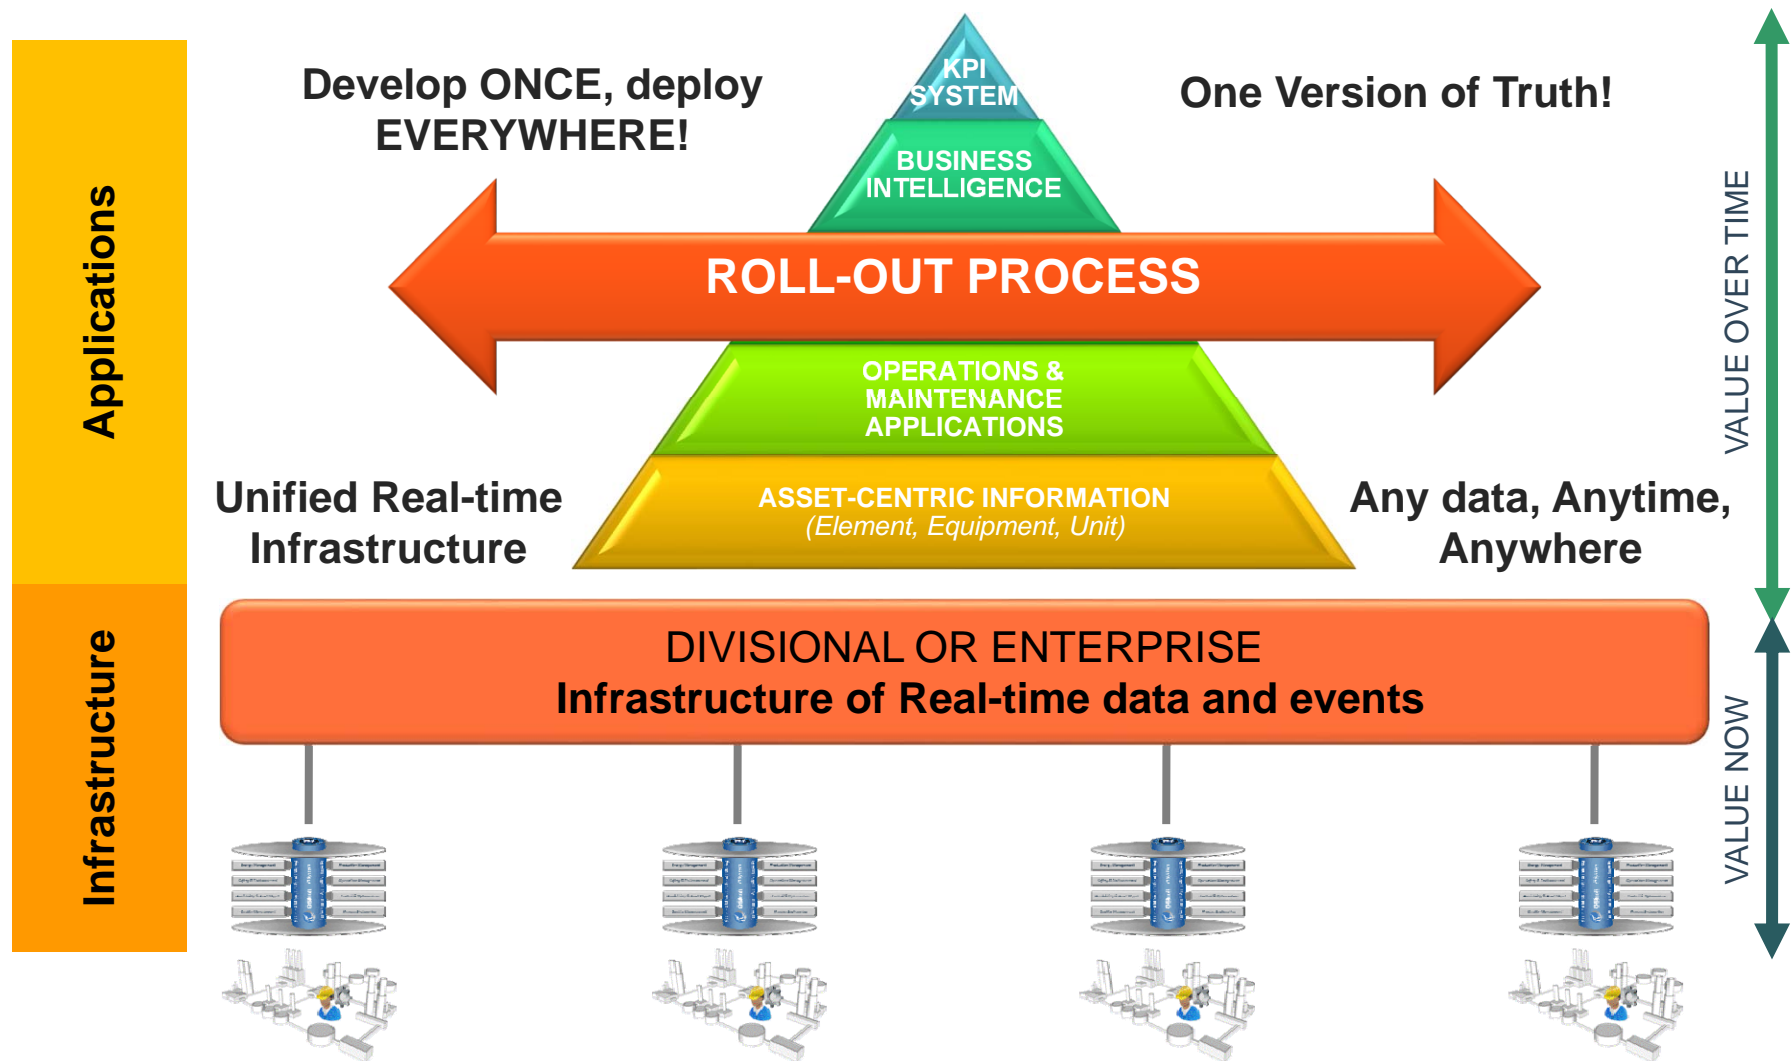 KPI
SYSTEM
Develop ONCE, deploy
EVERYWHERE!
One Version of Truth!
BUSINESS
INTELLIGENCE
ROLL-OUT PROCESS
OPERATIONS &
MAINTENANCE
APPLICATIONS
Unified Real-time
Infrastructure
ASSET-CENTRIC INFORMATION
(Element, Equipment, Unit)
Any data, Anytime,
Anywhere
Applications
VALUE OVER TIME
DIVISIONAL OR ENTERPRISE
Infrastructure of Real-time data and events
Infrastructure
VALUE NOW